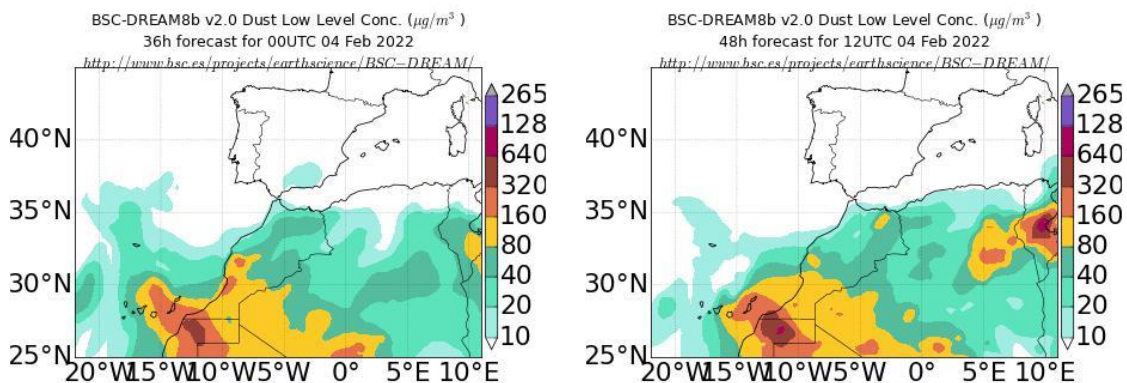 BSC-DREAM8b v2.0 Dust Low Level Conc. (μg/m³ )
36h forecast for 00UTC 04 Feb 2022
http://www.bsc.es/projects/earthscience/BSC−DREAM/
40°N
35°N
30°N
25°N
20°W15°W10°W 5°W 0° 5°E 10°E
265
128
640
320
160
80
40
20
10
BSC-DREAM8b v2.0 Dust Low Level Conc. (μg/m³ )
48h forecast for 12UTC 04 Feb 2022
http://www.bsc.es/projects/earthscience/BSC−DREAM/
40°N
35°N
30°N
25°N
20°W15°W10°W 5°W 0° 5°E 10°E
265
128
640
320
160
80
40
20
10